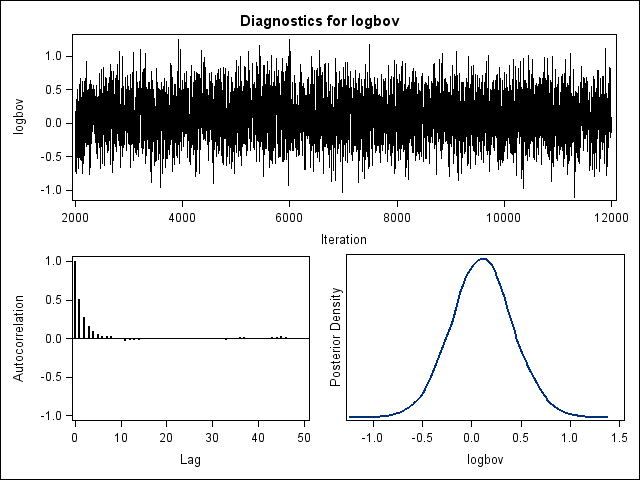 Diagnostics for logbov
logbov
1.0
0.5
0.0
-0.5
-1.0
2000 4000 6000 8000 10000 12000
Iteration
Autocorrelation
1.0
0.5
0.0
-0.5
-1.0
0 10 20 30 40 50
Lag
Posterior Density
-1.0 -0.5 0.0 0.5 1.0 1.5
logbov